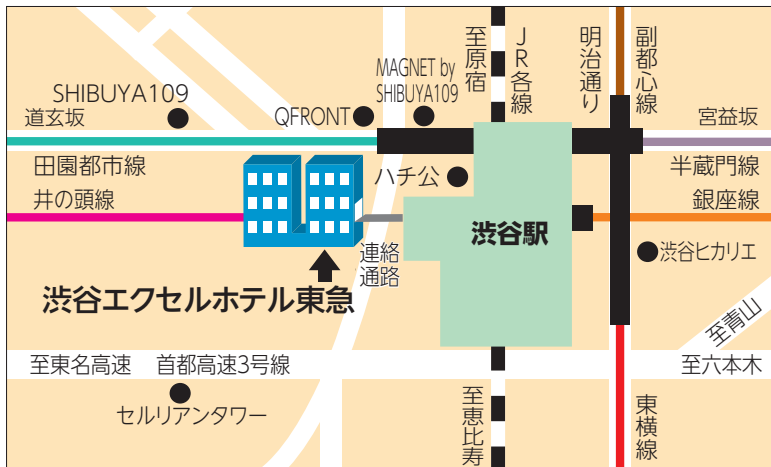 至原宿
JR各線
明治通り
副都心線
MAGNET by
SHIBUYA109
SHIBUYA109
QFRONT
道玄坂
宮益坂
田園都市線
半蔵門線
井の頭線
銀座線
ハチ公
渋谷駅
連絡
通路
渋谷ヒカリエ
渋谷エクセルホテル東急
至青山
至東名高速
首都高速3号線
至六本木
セルリアンタワー
至恵比寿
東横線